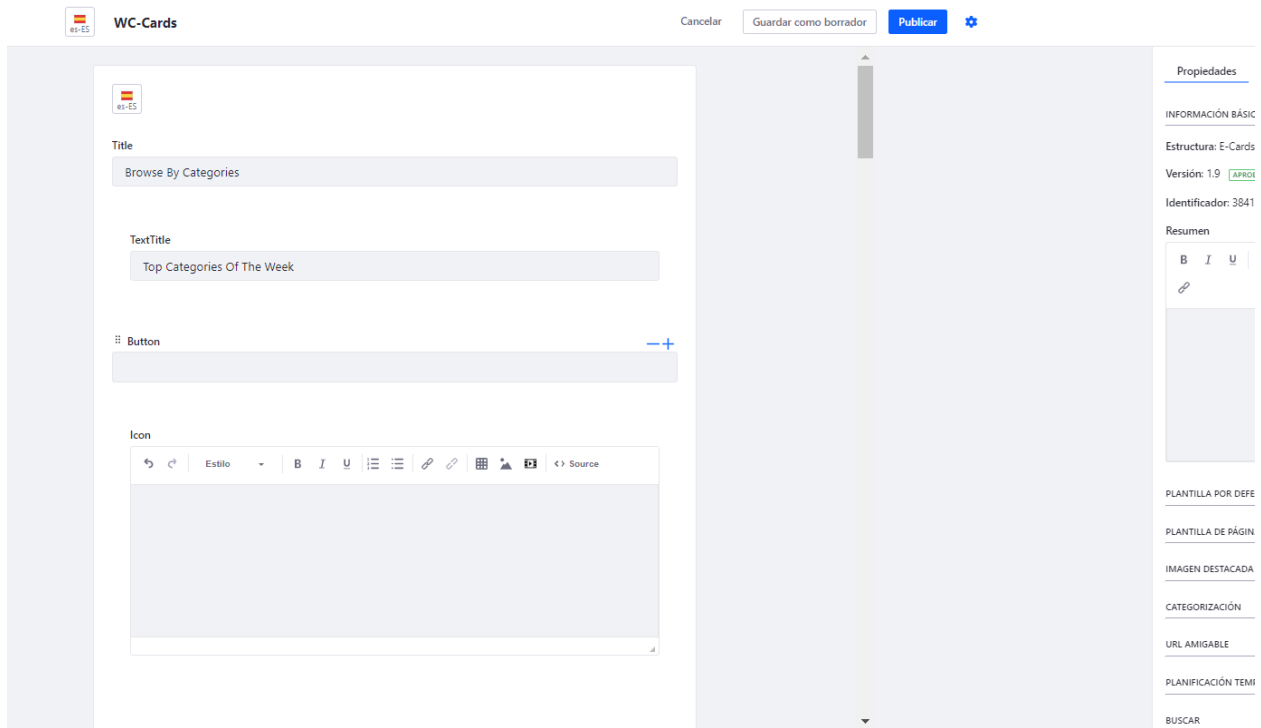 es-ES
WC-Cards
Cancelar
Guardar como borrador
Publicar
es-ES
Title
Browse By Categories
TextTitle
Top Categories Of The Week
Button
Icon
Estilo
B I U
<> Source
Propiedades
INFORMACIÓN BÁSIC
Estructura: E-Cards
Versión: 1.9 APROB
Identificador: 3841
Resumen
B I U
PLANTILLA POR DEFE
PLANTILLA DE PÁGIN
IMAGEN DESTACADA
CATEGORIZACIÓN
URL AMIGABLE
PLANIFICACIÓN TEM
BUSCAR